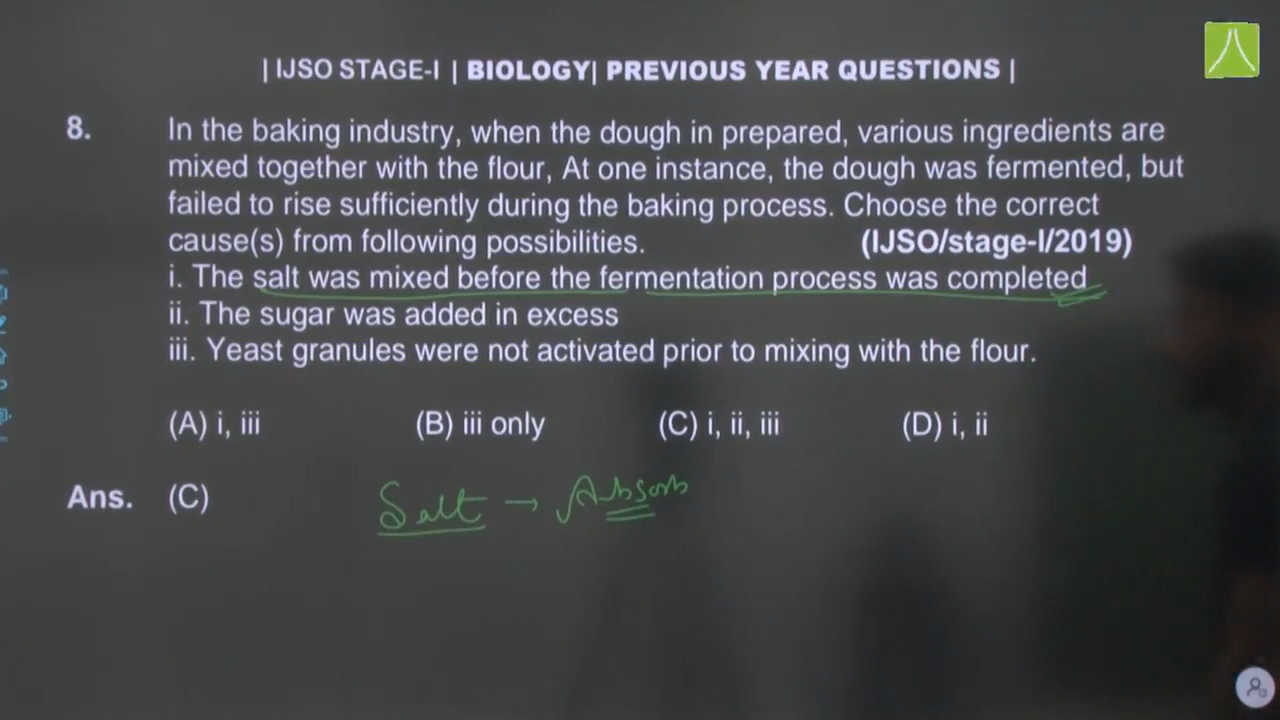 | IJSO STAGE-I | BIOLOGY| PREVIOUS YEAR QUESTIONS |
8. In the baking industry, when the dough in prepared, various ingredients are
mixed together with the flour, At one instance, the dough was fermented, but
failed to rise sufficiently during the baking process. Choose the correct
cause(s) from following possibilities. (IJSO/stage-I/2019)
i. The salt was mixed before the fermentation process was completed
ii. The sugar was added in excess
iii. Yeast granules were not activated prior to mixing with the flour.
(A) i, iii (B) iii only (C) i, ii, iii (D) i, ii
Ans. (C) Salt → Absorb